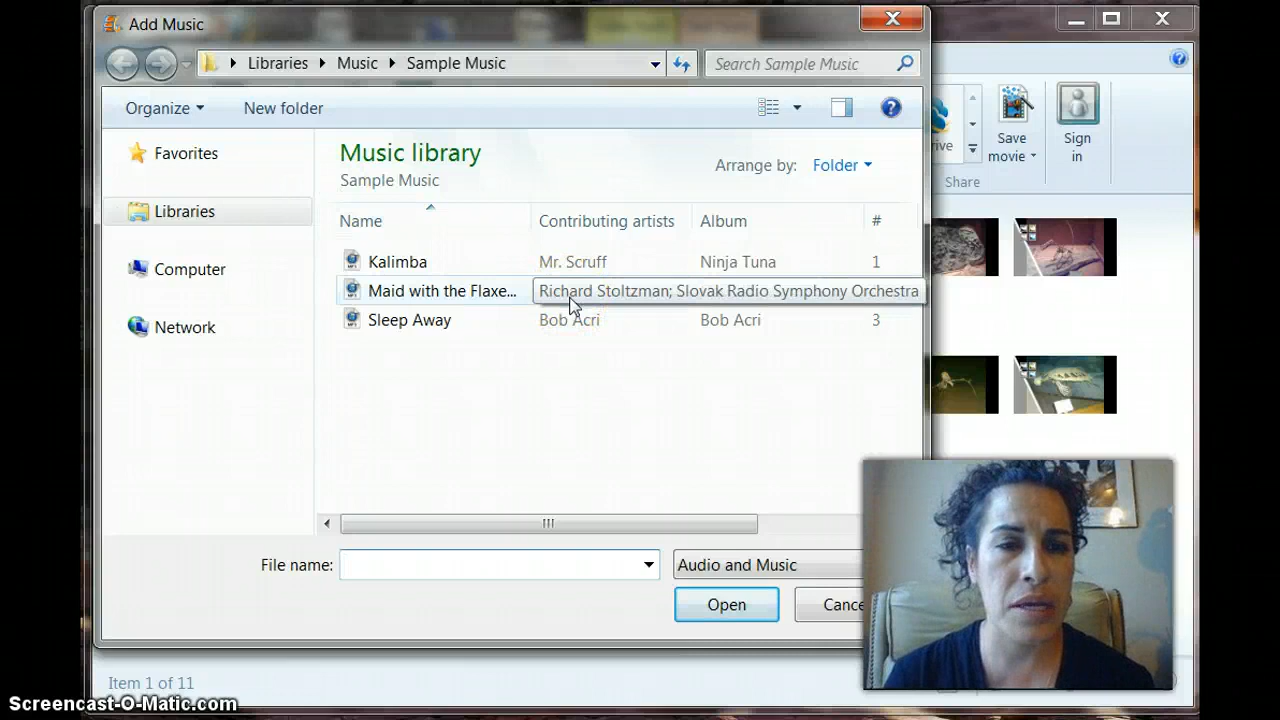 Add Music
Libraries Music Sample Music
Search Sample Music
Organize
New folder
Favorites
Libraries
Computer
Network
Music library
Sample Music
Arrange by: Folder
Name Contributing artists Album #
Kalimba Mr. Scruff Ninja Tuna 1
Maid with the Flaxe... Richard Stoltzman; Slovak Radio Symphony Orchestra
Sleep Away Bob Acri Bob Acri 3
File name:
Audio and Music
Open
Cance
rive
Save
movie
Sign
in
Share
Item 1 of 11
Screencast-O-Matic.com